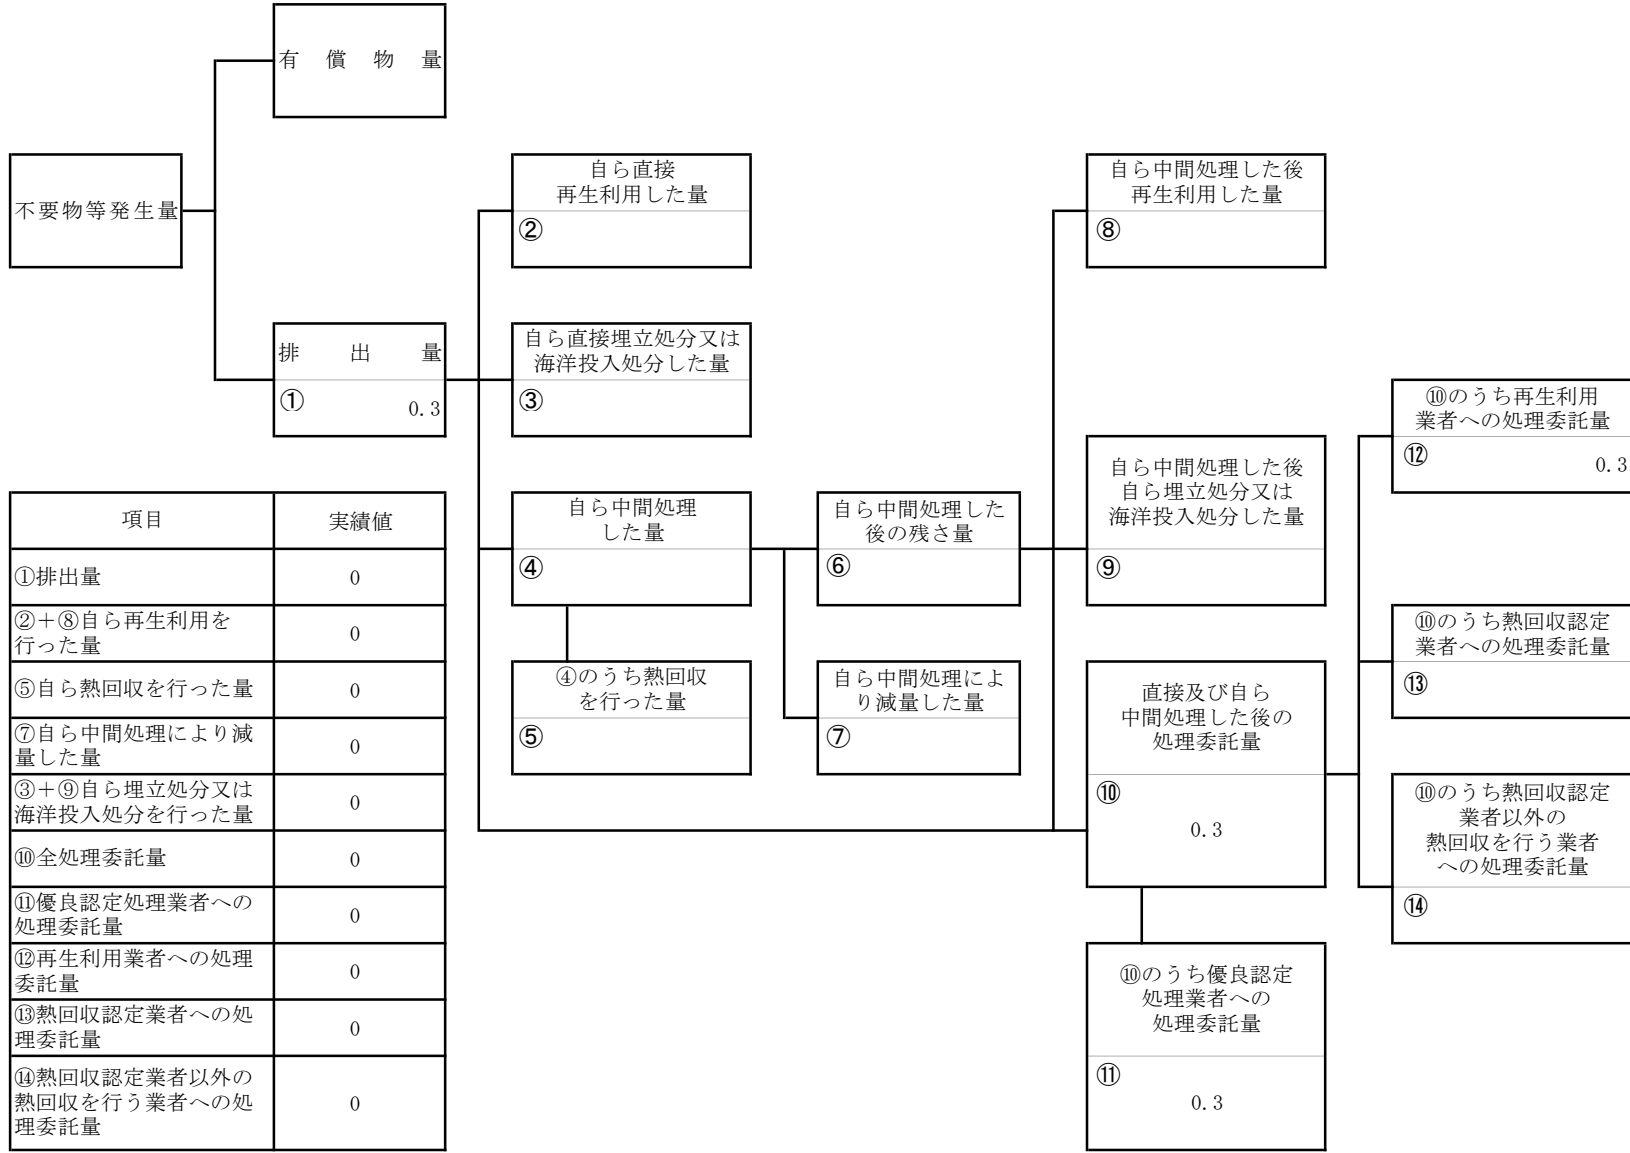 有償物量
不要物等発生量
排出量
①
0.3
自ら直接
再生利用した量
②
自ら直接埋立処分又は
海洋投入処分した量
③
自ら中間処理
した量
④
④のうち熱回収
を行った量
⑤
自ら中間処理した
後の残さ量
⑥
自ら中間処理によ
り減量した量
⑦
自ら中間処理した後
再生利用した量
⑧
自ら中間処理した後
自ら埋立処分又は
海洋投入処分した量
⑨
直接及び自ら
中間処理した後の
処理委託量
⑩
0.3
⑩のうち優良認定
処理業者への
処理委託量
⑪
0.3
⑩のうち再生利用
業者への処理委託量
⑫
0.3
⑩のうち熱回収認定
業者への処理委託量
⑬
⑩のうち熱回収認定
業者以外の
熱回収を行う業者
への処理委託量
⑭
項目 実績値
①排出量 0
②＋⑧自ら再生利用を
行った量 0
⑤自ら熱回収を行った量 0
⑦自ら中間処理により減
量した量 0
③＋⑨自ら埋立処分又は
海洋投入処分を行った量 0
⑩全処理委託量 0
⑪優良認定処理業者への
処理委託量 0
⑫再生利用業者への処理
委託量 0
⑬熱回収認定業者への処
理委託量 0
⑭熱回収認定業者以外の
熱回収を行う業者への処
理委託量 0